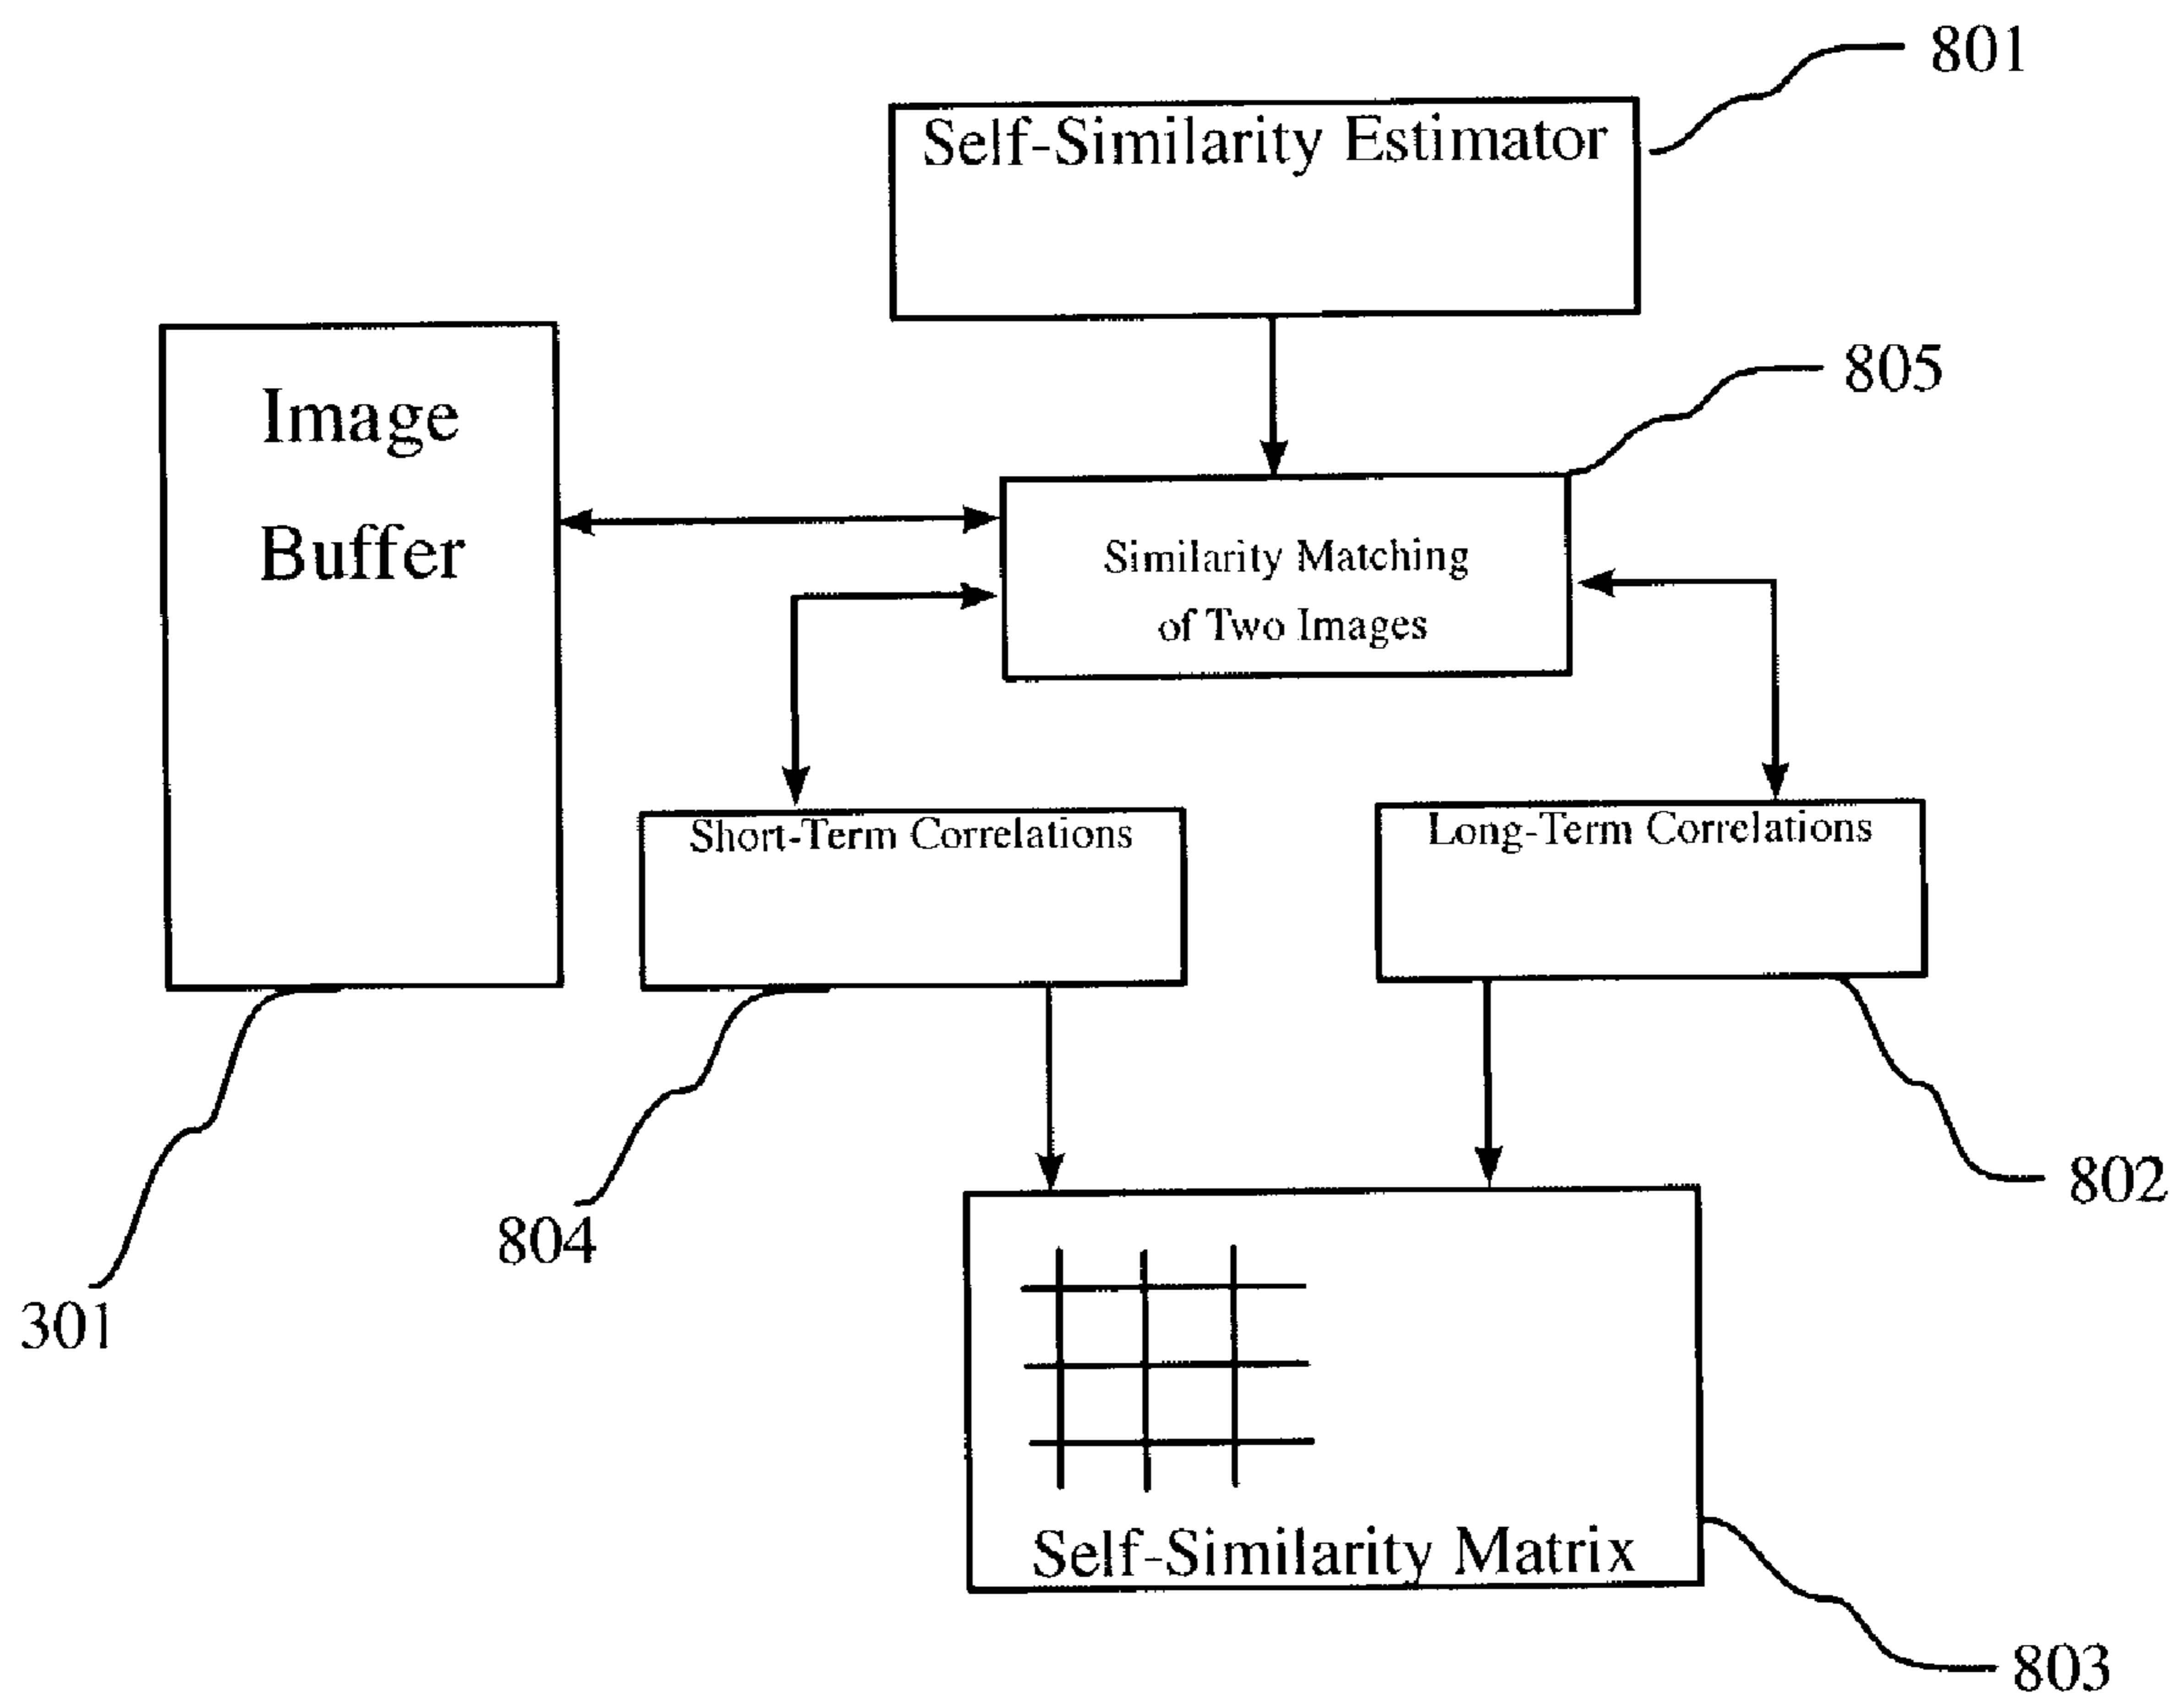 801
Self-Similarity Estimator
805
Image
Buffer
Similarity Matching
of Two Images
Short-Term Correlations
Long-Term Correlations
802
804
301
Self-Similarity Matrix
803